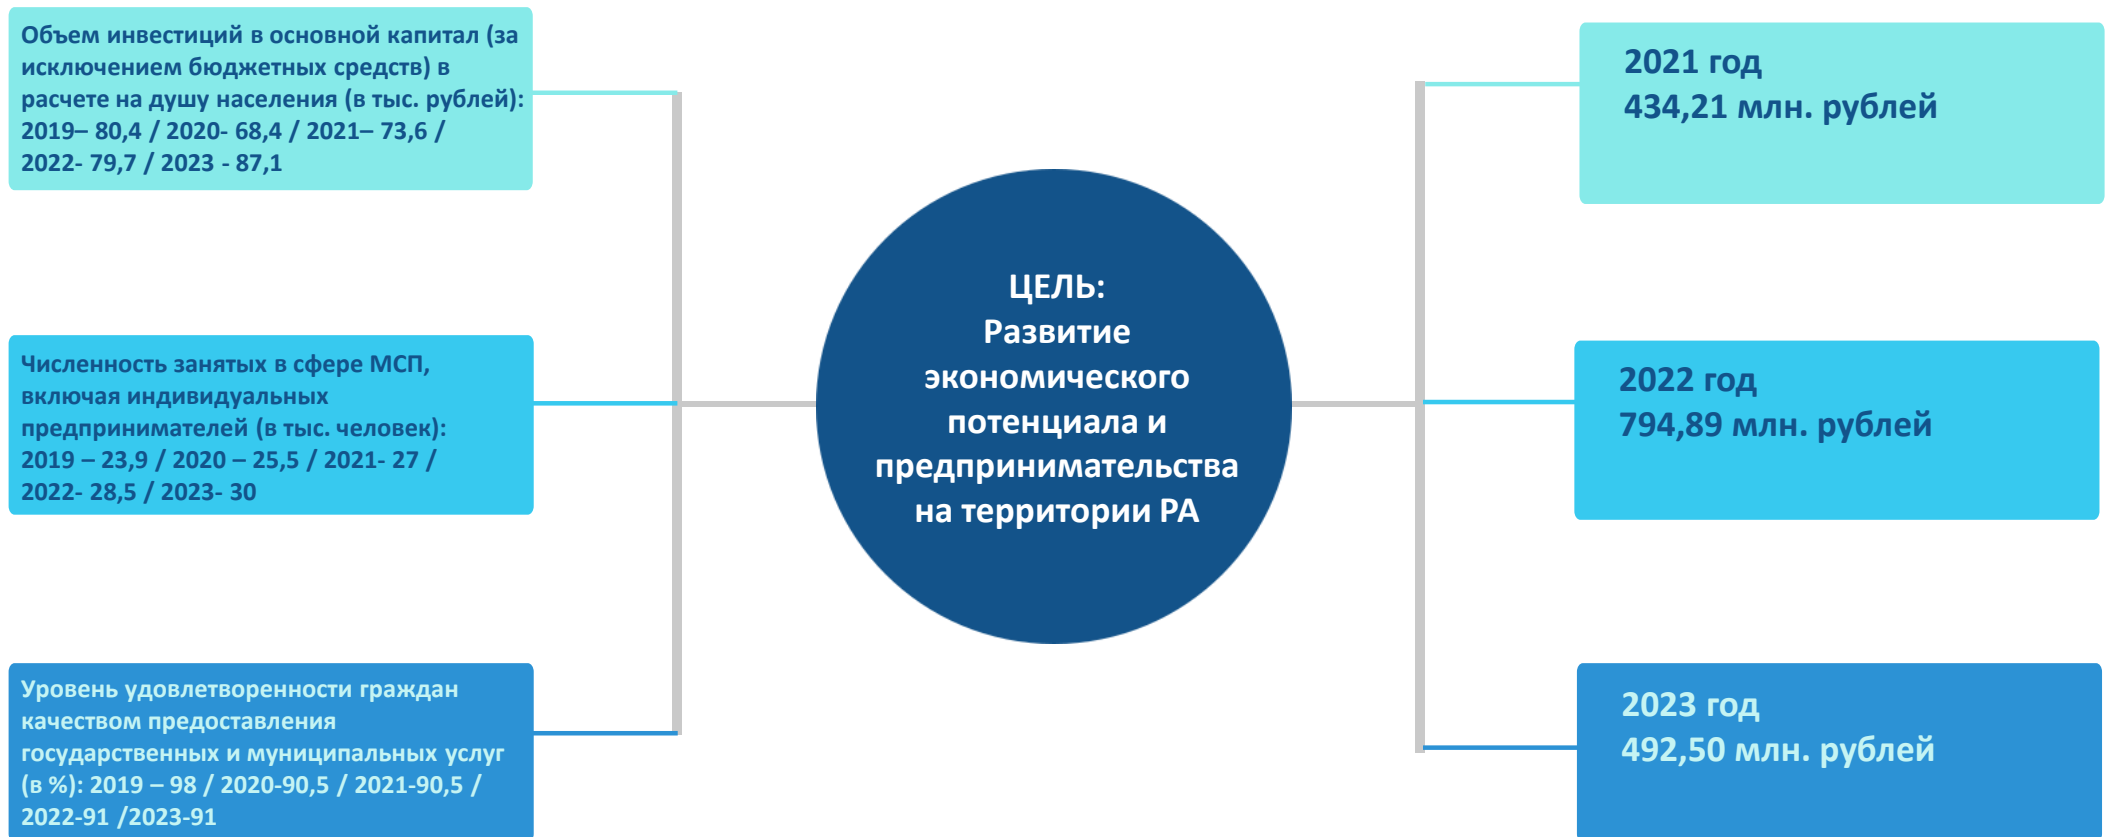 Объем инвестиций в основной капитал (за
исключением бюджетных средств) в
расчете на душу населения (в тыс. рублей):
2019– 80,4 / 2020- 68,4 / 2021– 73,6 /
2022- 79,7 / 2023 - 87,1
Численность занятых в сфере МСП,
включая индивидуальных
предпринимателей (в тыс. человек):
2019 – 23,9 / 2020 – 25,5 / 2021- 27 /
2022- 28,5 / 2023- 30
Уровень удовлетворенности граждан
качеством предоставления
государственных и муниципальных услуг
(в %): 2019 – 98 / 2020-90,5 / 2021-90,5 /
2022-91 /2023-91
ЦЕЛЬ:
Развитие
экономического
потенциала и
предпринимательства
на территории РА
2021 год
434,21 млн. рублей
2022 год
794,89 млн. рублей
2023 год
492,50 млн. рублей